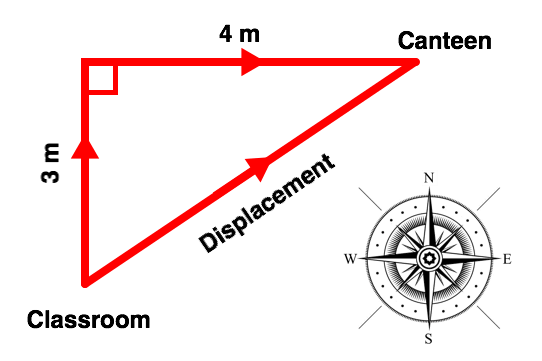 4 m
Canteen
3 m
Displacement
Classroom
N
W
E
S